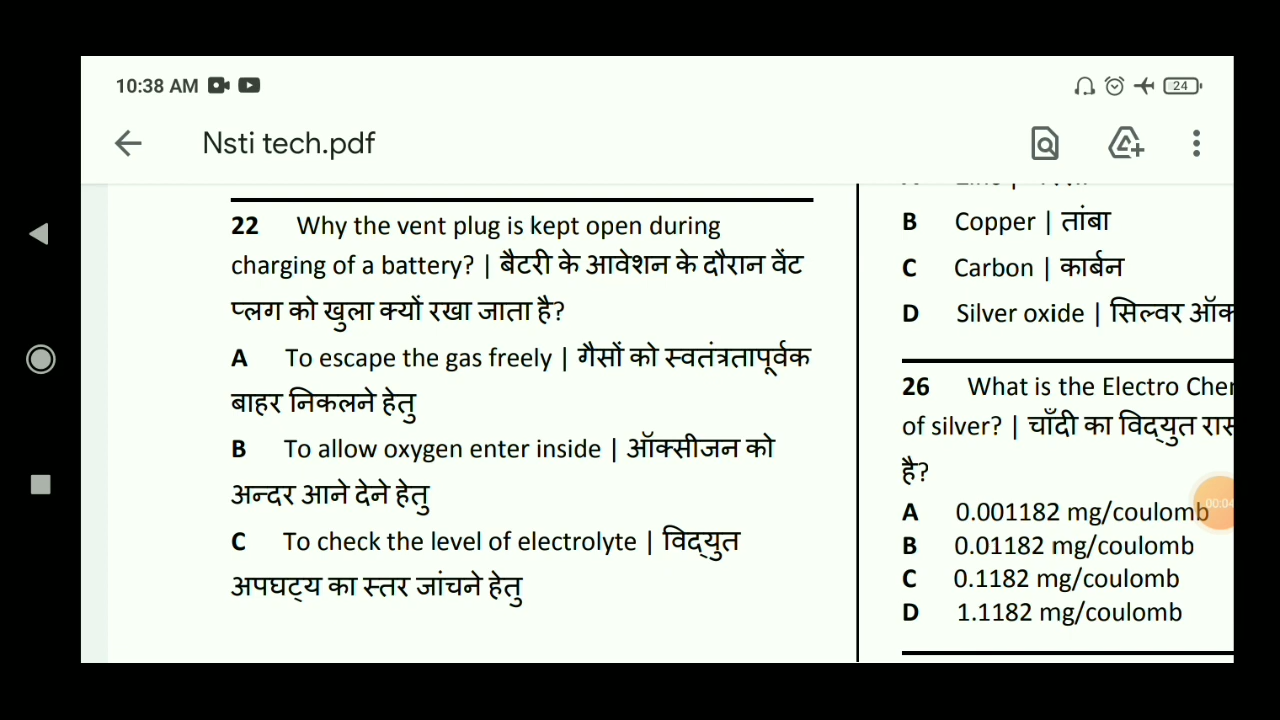 10:38 AM
24
Nsti tech.pdf
22 Why the vent plug is kept open during
charging of a battery? | बैटरी के आवेशन के दौरान वेंट
प्लग को खुला क्यों रखा जाता है?
A To escape the gas freely | गैसों को स्वतंत्रतापूर्वक
बाहर निकलने हेतु
B To allow oxygen enter inside | ऑक्सीजन को
अन्दर आने देने हेतु
C To check the level of electrolyte | विद्युत
अपघट्य का स्तर जांचने हेतु
B Copper | तांबा
C Carbon | कार्बन
D Silver oxide | सिल्वर
26 What is the Electro
of silver? | चाँदी का विद्युत
है?
A 0.001182 mg/coulomb
B 0.01182 mg/coulomb
C 0.1182 mg/coulomb
D 1.1182 mg/coulomb
00:04